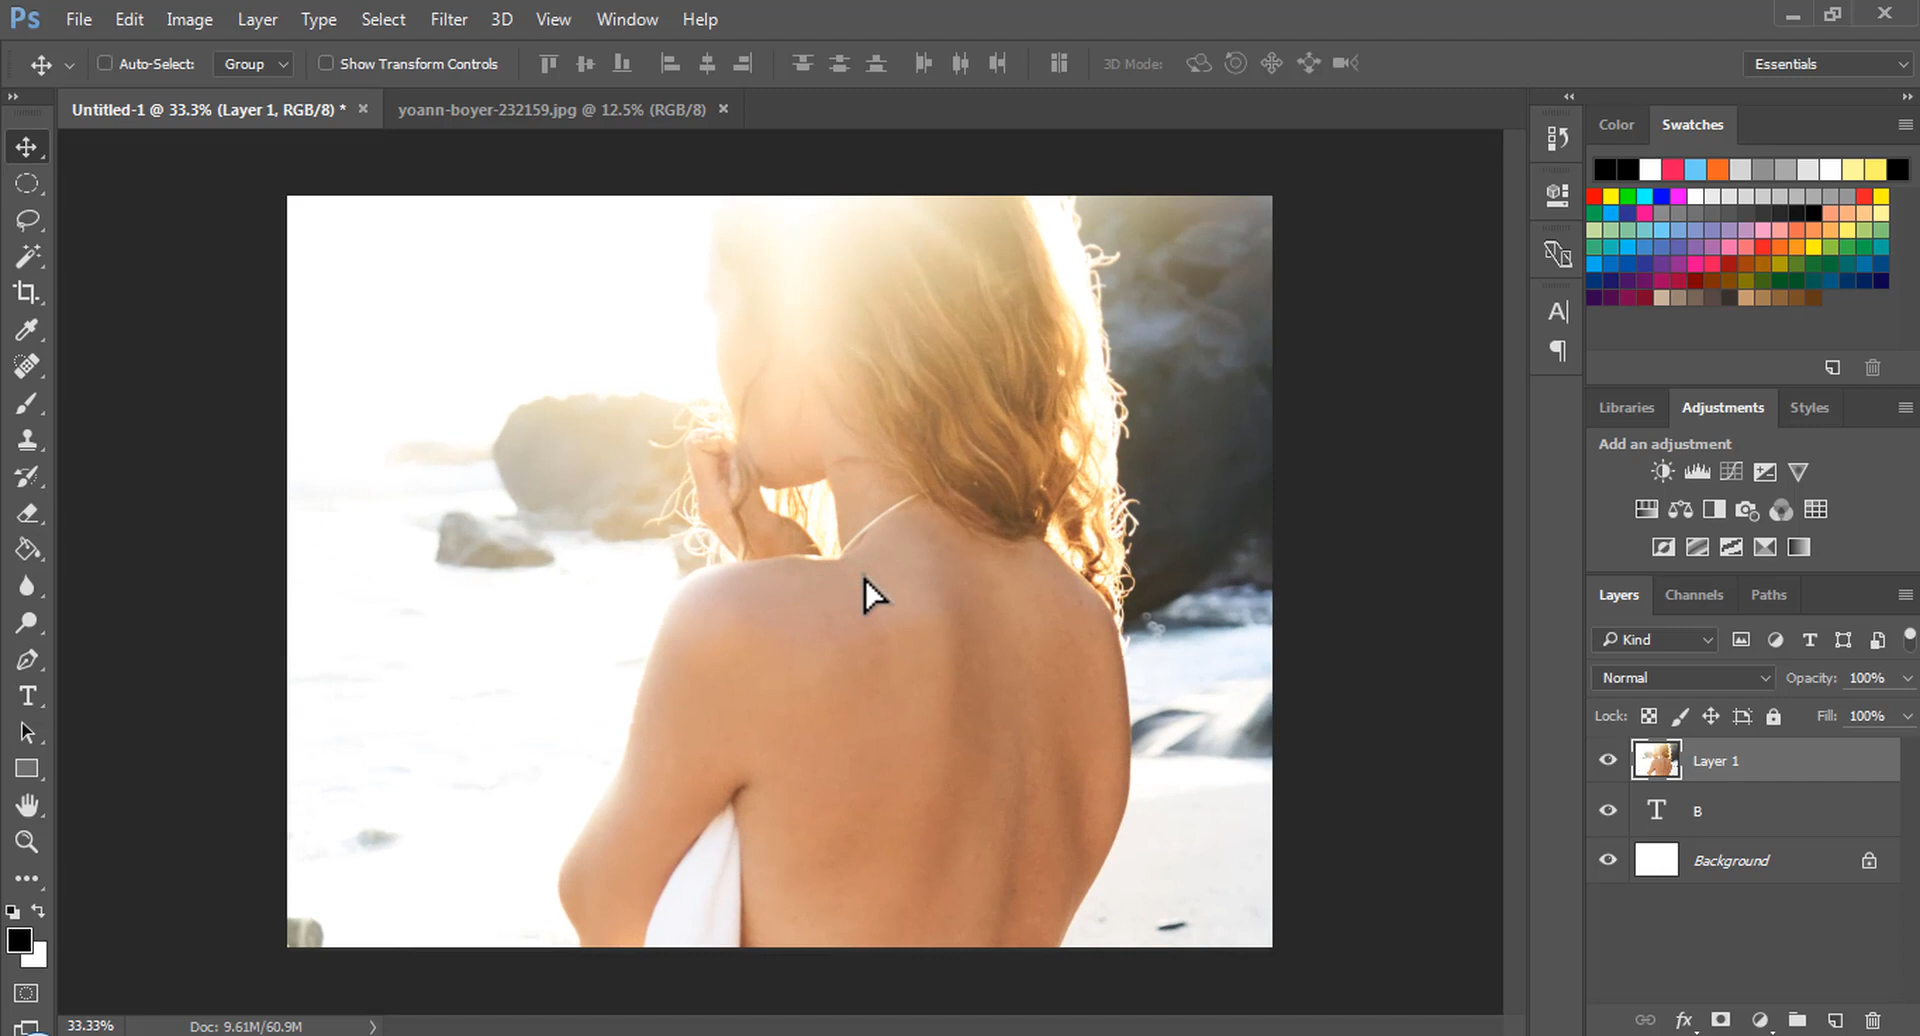 Ps File Edit Image Layer Type Select Filter 3D View Window Help
Auto-Select: Group Show Transform Controls 3D Mode: Essentials
Untitled-1 @ 33.3% (Layer 1, RGB/8) * × yoann-boyer-232159.jpg @ 12.5% (RGB/8) ×
Color Swatches
Libraries Adjustments Styles
Add an adjustment
Layers Channels Paths
Kind
Normal Opacity: 100%
Lock: Fill: 100%
Layer 1
T B
Background
33.33% Doc: 9.61M/60.9M